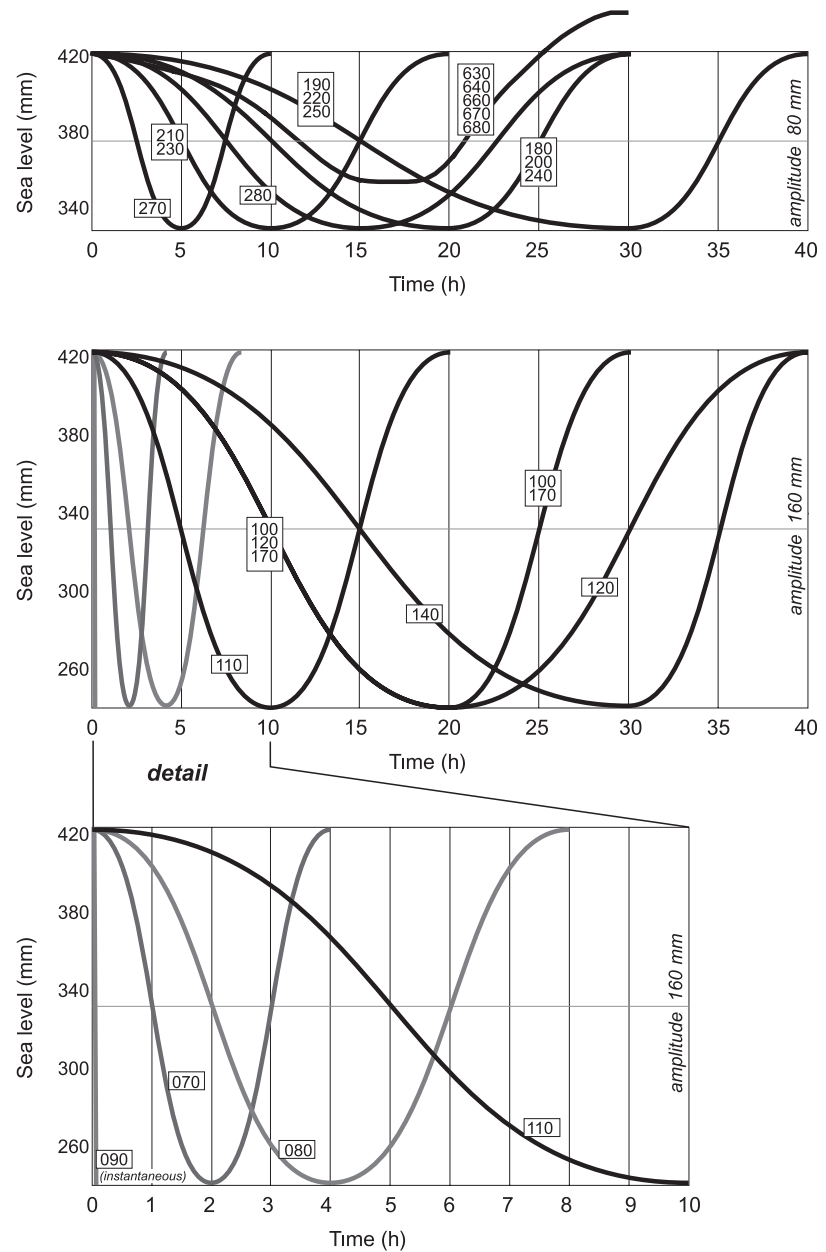 420
380
340
Sea level (mm)
190
220
250
630
640
660
670
680
210
230
180
200
240
270
280
amplitude 80 mm
0 5 10 15 20 25 30 35 40
Time (h)
420
380
340
300
260
Sea level (mm)
100
170
100
120
170
120
140
110
amplitude 160 mm
0 5 10 15 20 25 30 35 40
Time (h)
detail
420
380
340
300
260
Sea level (mm)
070
110
080
090
(instantaneous)
amplitude 160 mm
0 1 2 3 4 5 6 7 8 9 10
Time (h)